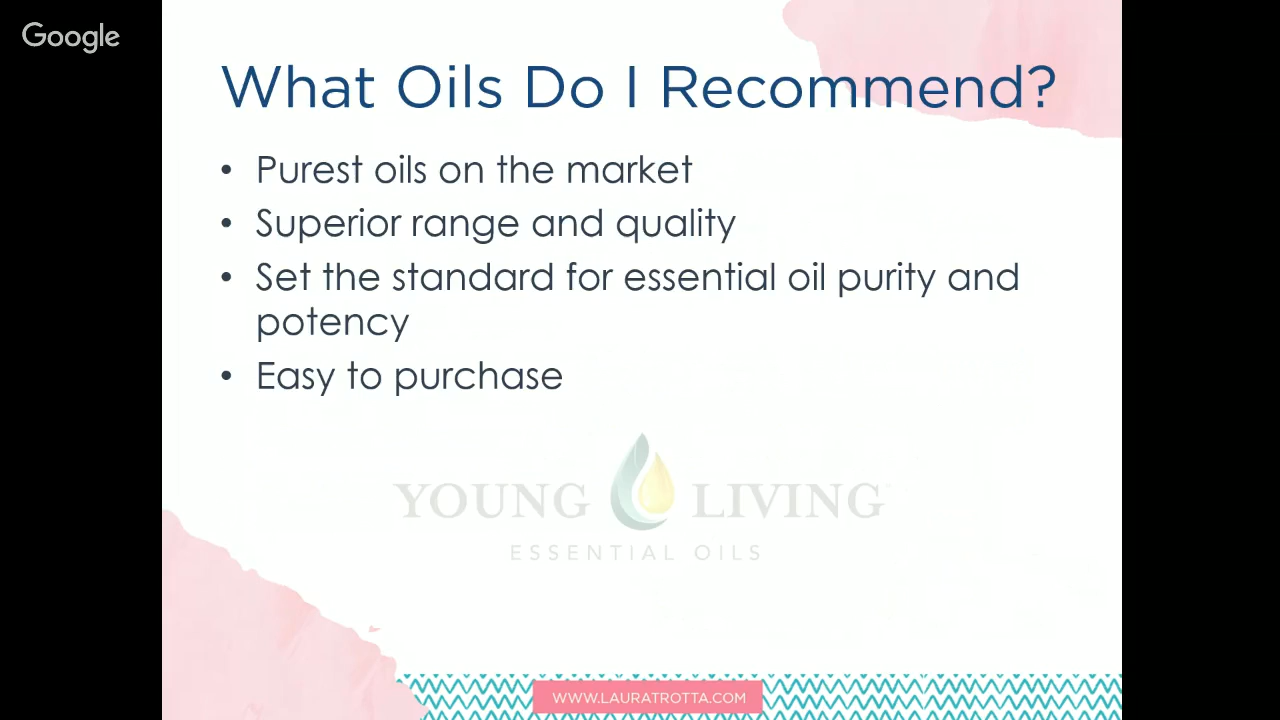 Google
What Oils Do I Recommend?
• Purest oils on the market
• Superior range and quality
• Set the standard for essential oil purity and
potency
• Easy to purchase
YOUNG LIVING
ESSENTIAL OILS
WWW.LAURATROTTA.COM